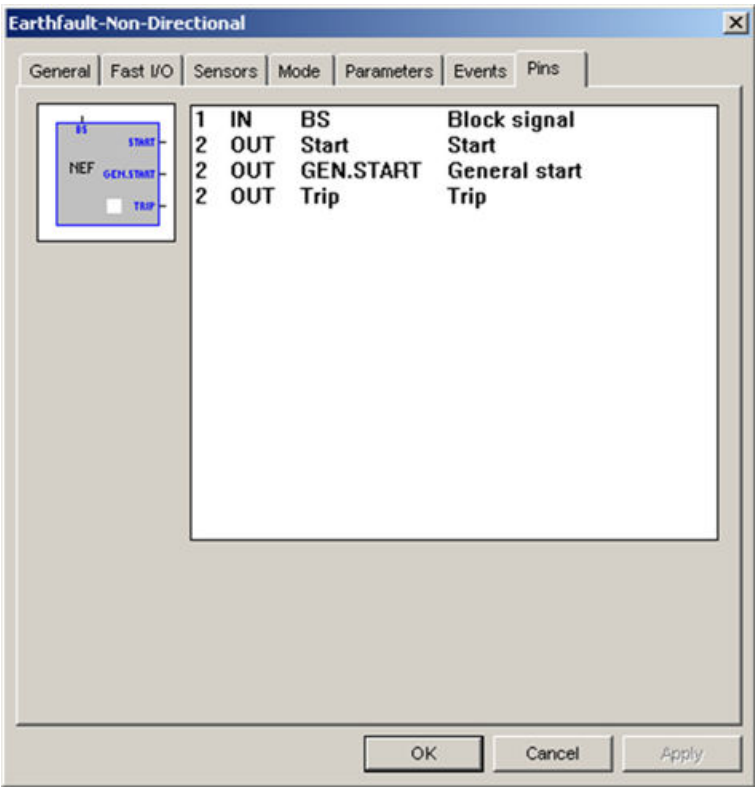 Earthfault-Non-Directional
General Fast I/O Sensors Mode Parameters Events Pins
BS
START
NEF GEN.START
TRIP
1 IN BS Block signal
2 OUT Start Start
2 OUT GEN.START General start
2 OUT Trip Trip
OK Cancel Apply